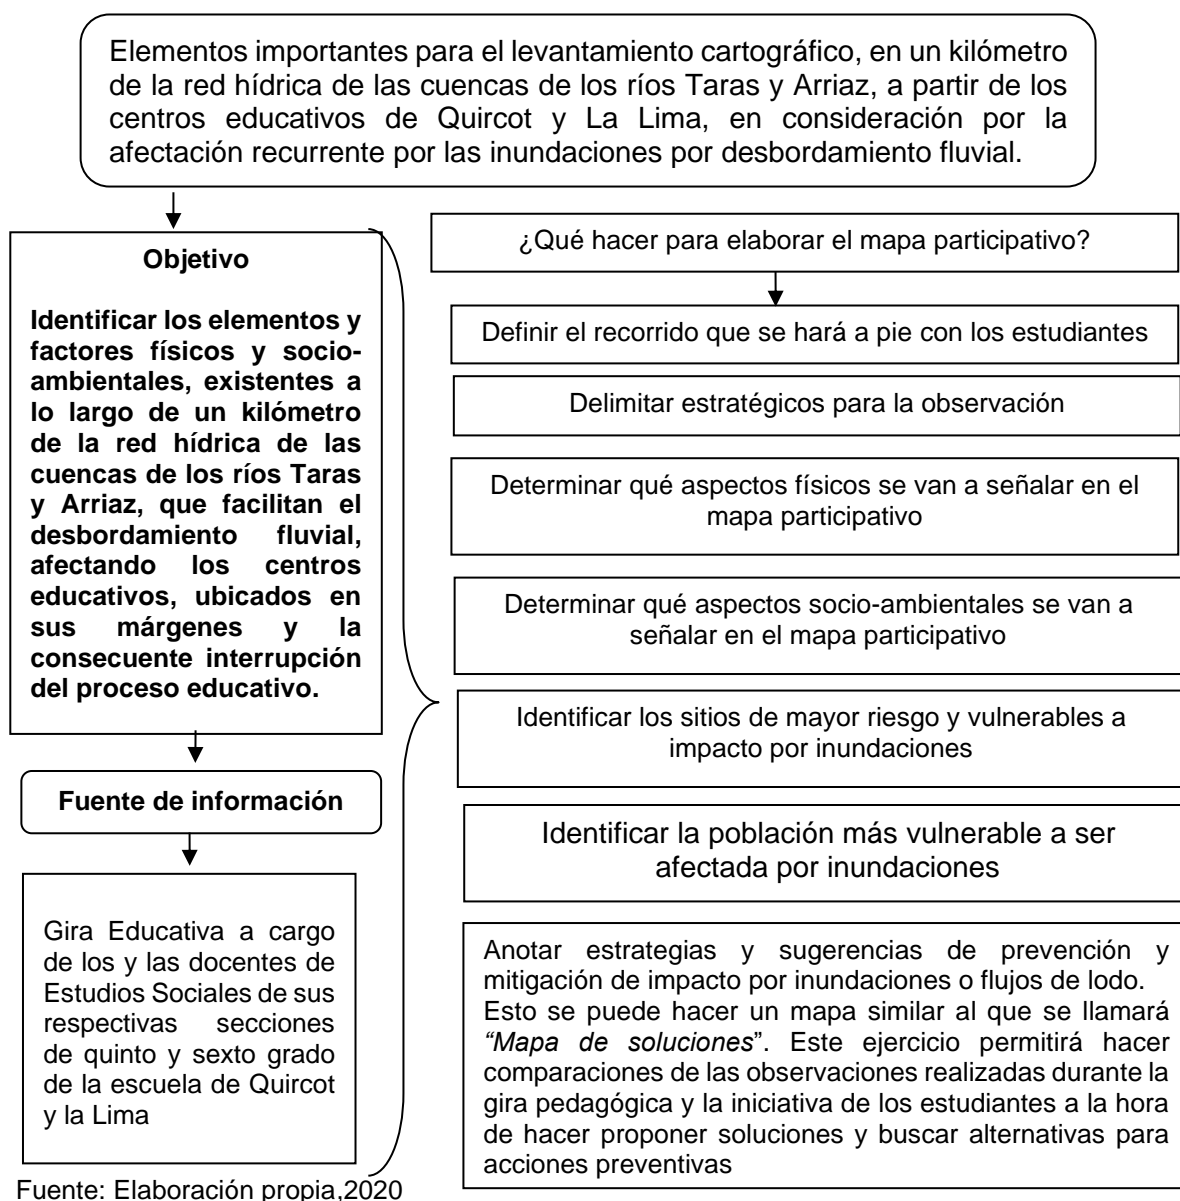 Elementos importantes para el levantamiento cartográfico, en un kilómetro
de la red hídrica de las cuencas de los ríos Taras y Arriaz, a partir de los
centros educativos de Quircot y La Lima, en consideración por la
afectación recurrente por las inundaciones por desbordamiento fluvial.
Objetivo
Identificar los elementos y
factores físicos y socio-
ambientales, existentes a
lo largo de un kilómetro
de la red hídrica de las
cuencas de los ríos Taras
y Arriaz, que facilitan el
desbordamiento fluvial,
afectando los centros
educativos, ubicados en
sus márgenes y la
consecuente interrupción
del proceso educativo.
Fuente de información
Gira Educativa a cargo
de los y las docentes de
Estudios Sociales de sus
respectivas secciones
de quinto y sexto grado
de la escuela de Quircot
y la Lima
¿Qué hacer para elaborar el mapa participativo?
Definir el recorrido que se hará a pie con los estudiantes
Delimitar estratégicos para la observación
Determinar qué aspectos físicos se van a señalar en el
mapa participativo
Determinar qué aspectos socio-ambientales se van a
señalar en el mapa participativo
Identificar los sitios de mayor riesgo y vulnerables a
impacto por inundaciones
Identificar la población más vulnerable a ser
afectada por inundaciones
Anotar estrategias y sugerencias de prevención y
mitigación de impacto por inundaciones o flujos de lodo.
Esto se puede hacer un mapa similar al que se llamará
“Mapa de soluciones”. Este ejercicio permitirá hacer
comparaciones de las observaciones realizadas durante la
gira pedagógica y la iniciativa de los estudiantes a la hora
de hacer proponer soluciones y buscar alternativas para
acciones preventivas
Fuente: Elaboración propia,2020